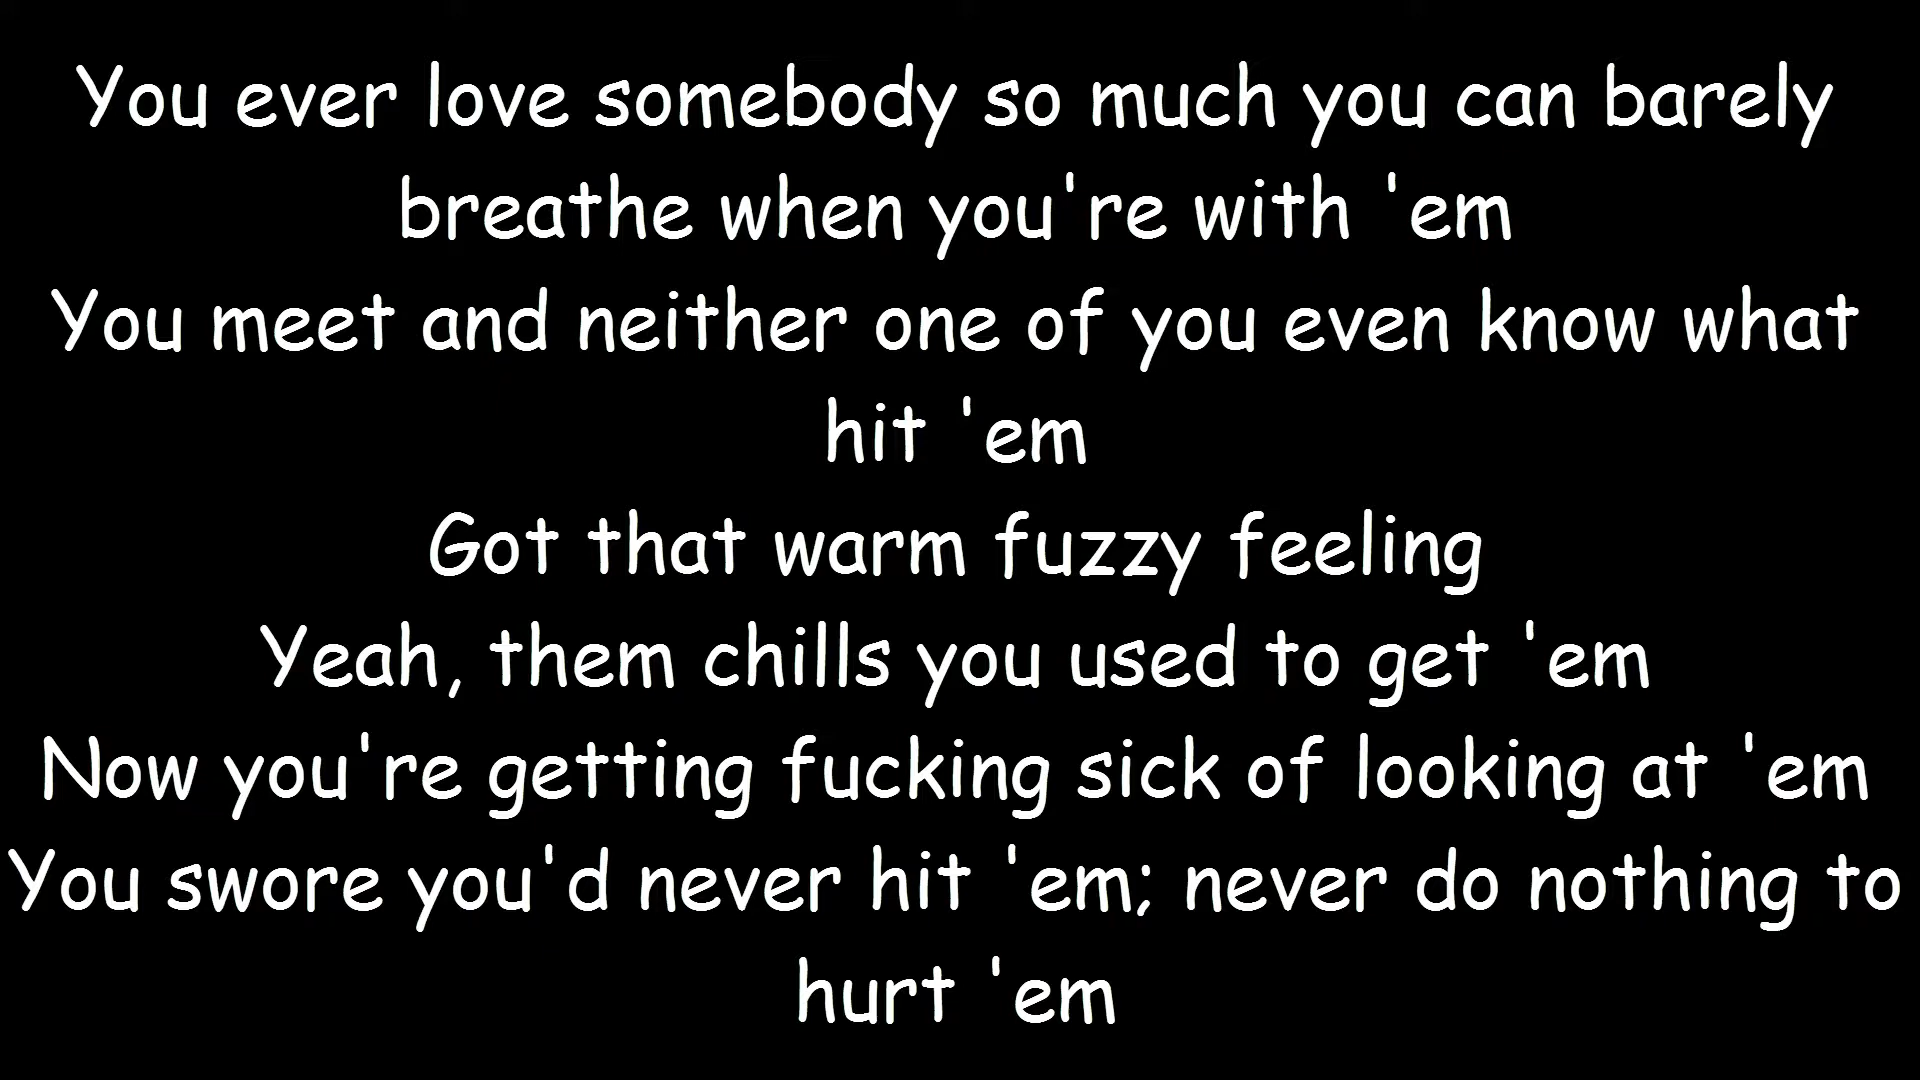 You ever love somebody so much you can barely
breathe when you're with 'em
You meet and neither one of you even know what
hit 'em
Got that warm fuzzy feeling
Yeah, them chills you used to get 'em
Now you're getting fucking sick of looking at 'em
You swore you'd never hit 'em; never do nothing to
hurt 'em